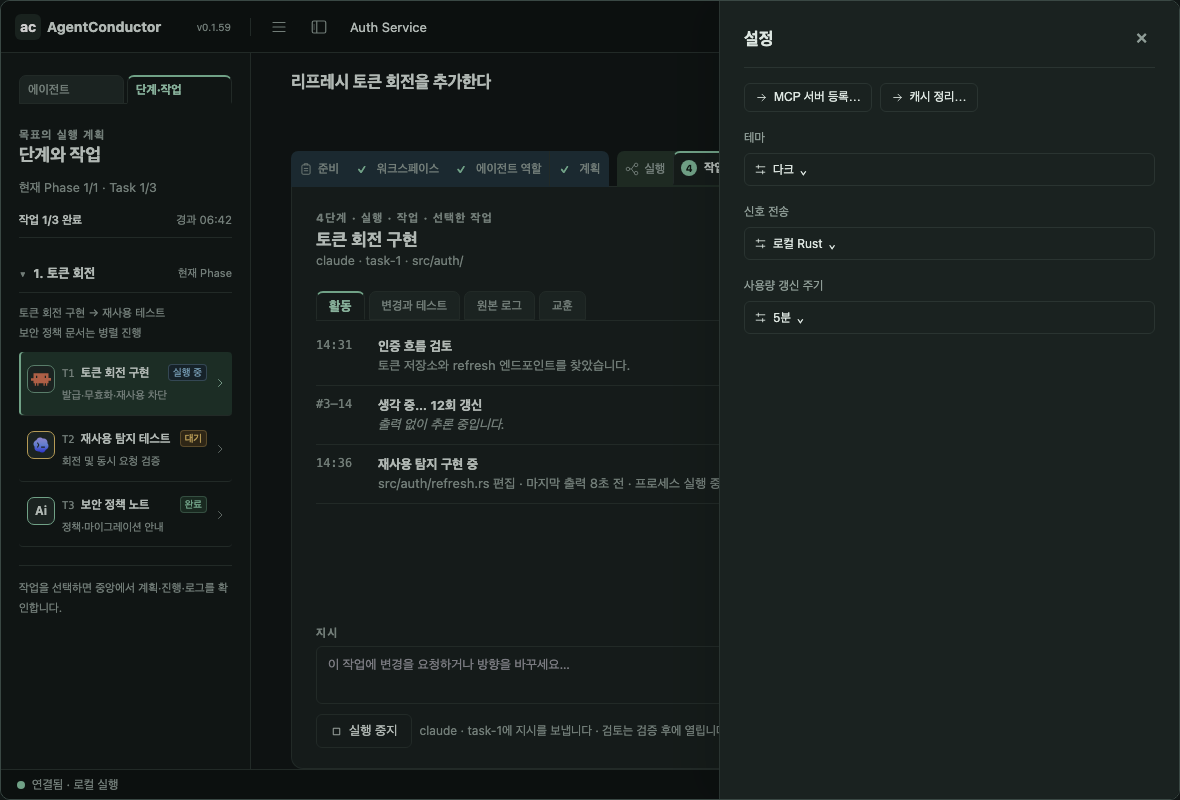 ac AgentConductor v0.1.59 Auth Service
에이전트 단계·작업
목표의 실행 계획
단계와 작업
현재 Phase 1/1 · Task 1/3
작업 1/3 완료 경과 06:42
1. 토큰 회전 현재 Phase
토큰 회전 구현 → 재사용 테스트
보안 정책 문서는 병렬 진행
T1 토큰 회전 구현 실행 중
발급·무효화·재사용 차단
T2 재사용 탐지 테스트 대기
회전 및 동시 요청 검증
Ai T3 보안 정책 노트 완료
정책·마이그레이션 안내
작업을 선택하면 중앙에서 계획·진행·로그를 확
인합니다.
리프레시 토큰 회전을 추가한다
준비 ✓ 워크스페이스 ✓ 에이전트 역할 ✓ 계획 실행 4
4단계 · 실행 · 작업 · 선택한 작업
토큰 회전 구현
claude · task-1 · src/auth/
활동 변경과 테스트 원본 로그 교훈
14:31 인증 흐름 검토
토큰 저장소와 refresh 엔드포인트를 찾았습니다.
#3–14 생각 중... 12회 갱신
출력 없이 추론 중입니다.
14:36 재사용 탐지 구현 중
src/auth/refresh.rs 편집 · 마지막 출력 8초 전 · 프로세스 실행 중
지시
이 작업에 변경을 요청하거나 방향을 바꾸세요...
실행 중지 claude · task-1에 지시를 보냅니다 · 검토는 검증 후에
연결됨 · 로컬 실행
설정 ×
→ MCP 서버 등록... → 캐시 정리...
테마
다크
신호 전송
로컬 Rust
사용량 갱신 주기
5분